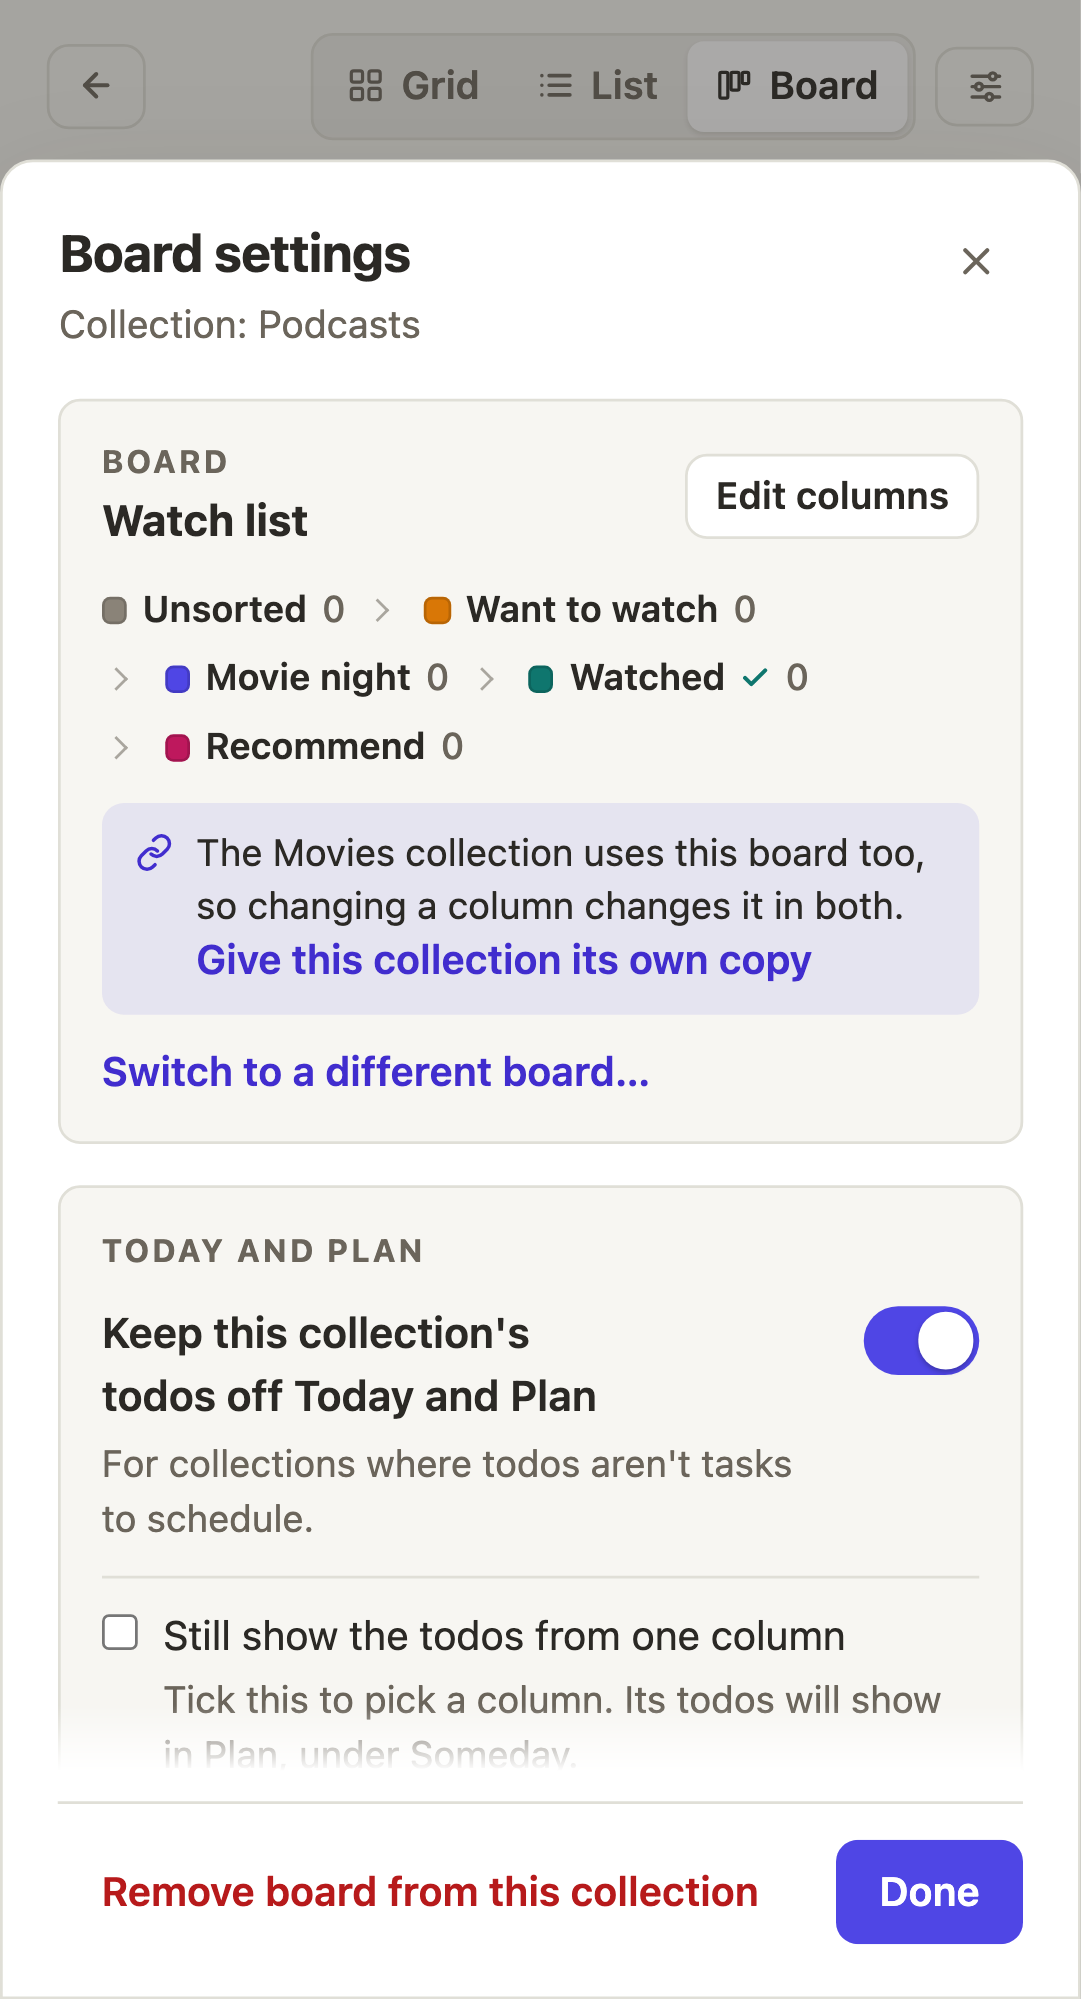 Grid
List
Board
Board settings
Collection: Podcasts
BOARD
Watch list
Edit columns
Unsorted 0 > Want to watch 0
> Movie night 0 > Watched ✓ 0
> Recommend 0
The Movies collection uses this board too,
so changing a column changes it in both.
Give this collection its own copy
Switch to a different board...
TODAY AND PLAN
Keep this collection's
todos off Today and Plan
For collections where todos aren't tasks
to schedule.
Still show the todos from one column
Tick this to pick a column. Its todos will show
in Plan, under Someday.
Remove board from this collection
Done